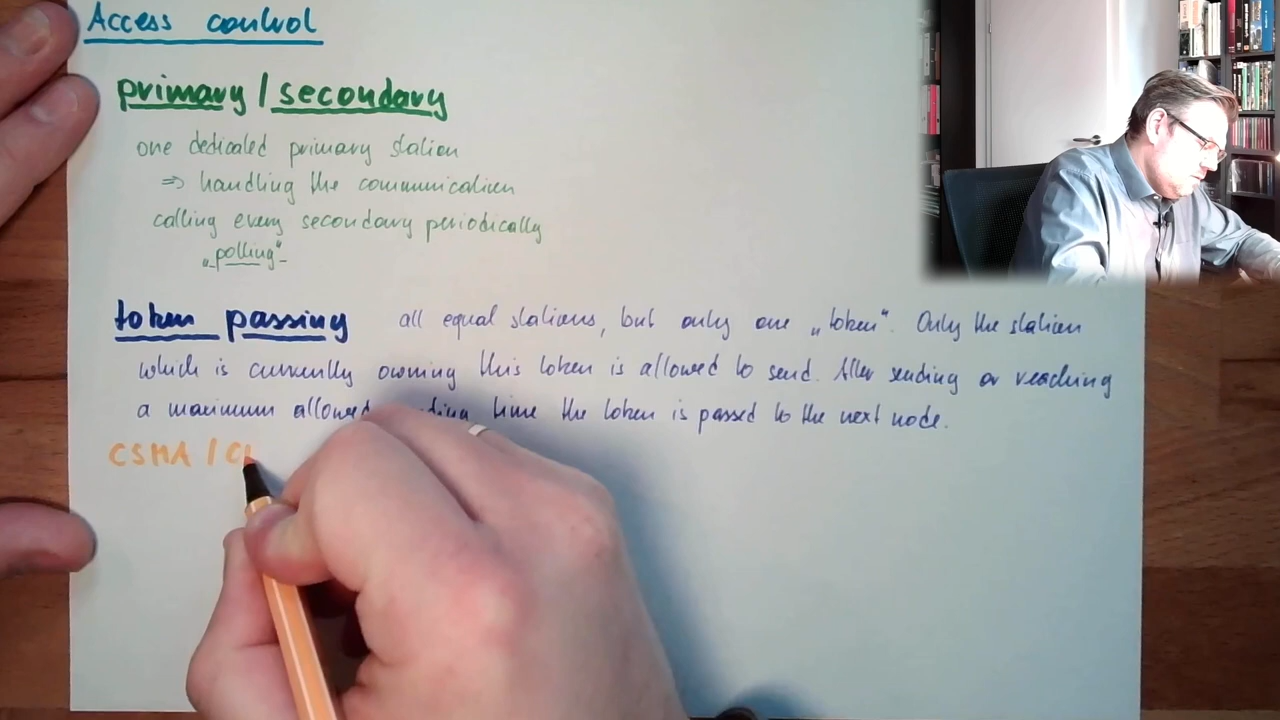 Access control
primary / secondary
one dedicated primary station
⇒ handling the communication
calling every secondary periodically
„polling“
token passing all equal stations, but only one „token“. Only the station
which is currently owning this token is allowed to send. After sending or reaching
a maximum allowed time the token is passed to the next node.
CSMA / C